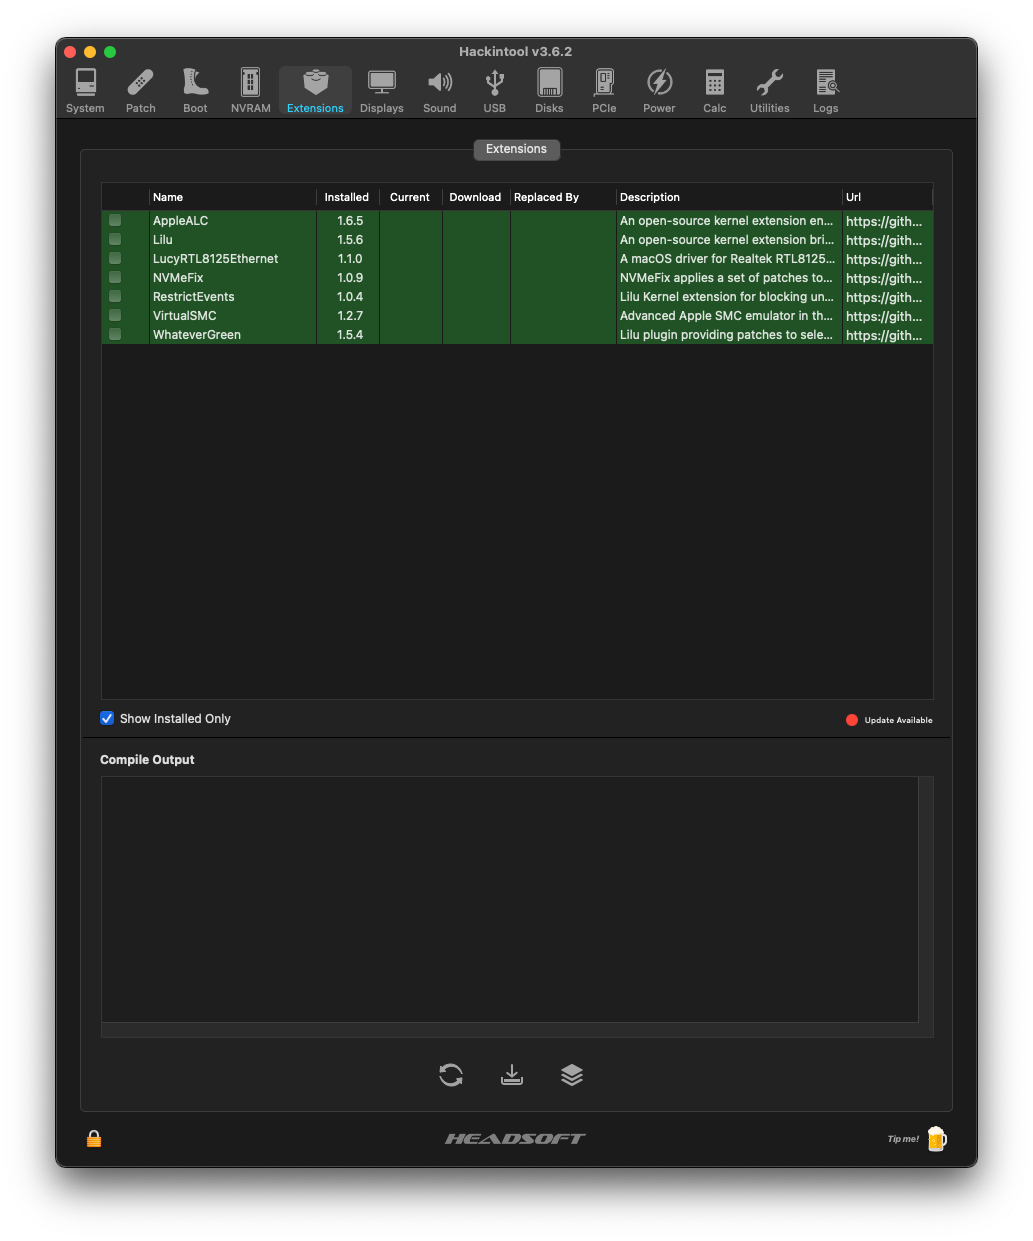 Hackintool v3.6.2
System Patch Boot NVRAM Extensions Displays Sound USB Disks PCIe Power Calc Utilities Logs
Extensions
Name Installed Current Download Replaced By Description Url
AppleALC 1.6.5 An open-source kernel extension en... https://gith...
Lilu 1.5.6 An open-source kernel extension bri... https://gith...
LucyRTL8125Ethernet 1.1.0 A macOS driver for Realtek RTL8125... https://gith...
NVMeFix 1.0.9 NVMeFix applies a set of patches to... https://gith...
RestrictEvents 1.0.4 Lilu Kernel extension for blocking un... https://gith...
VirtualSMC 1.2.7 Advanced Apple SMC emulator in th... https://gith...
WhateverGreen 1.5.4 Lilu plugin providing patches to sele... https://gith...
Show Installed Only Update Available
Compile Output
HEADSOFT Tip me!